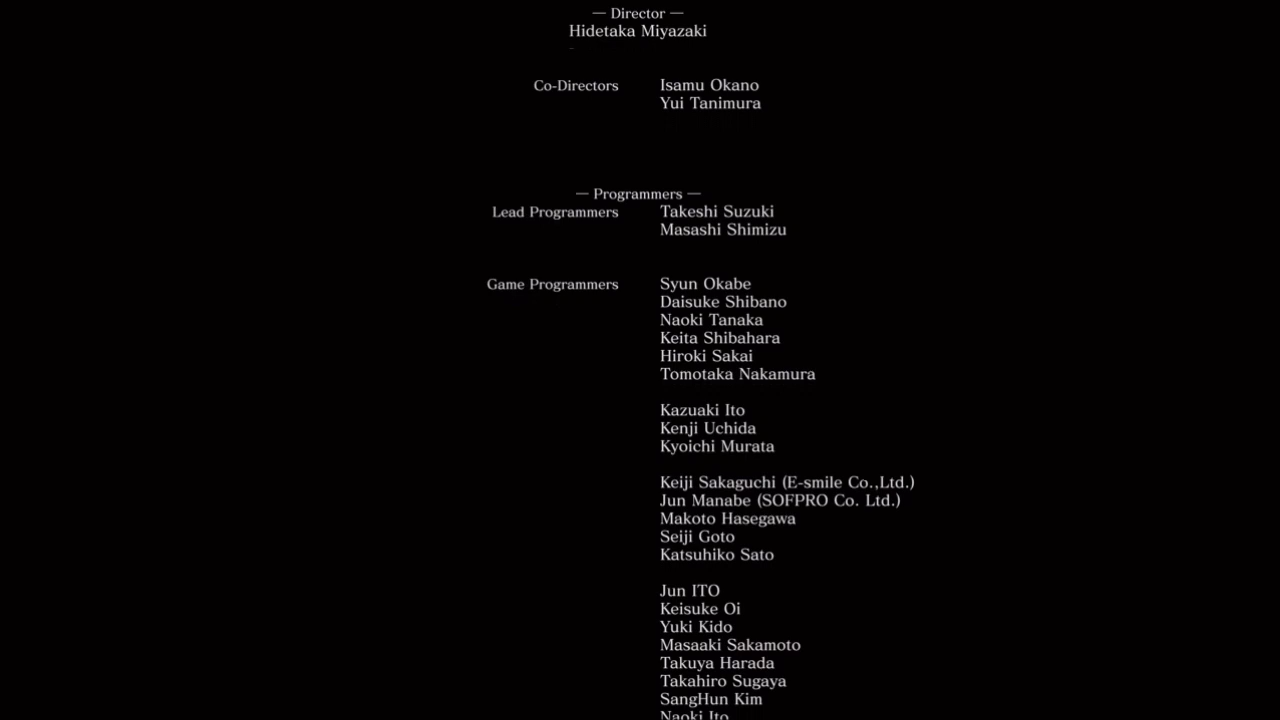 — Director —
Hidetaka Miyazaki
Co-Directors Isamu Okano
Yui Tanimura
— Programmers —
Lead Programmers Takeshi Suzuki
Masashi Shimizu
Game Programmers Syun Okabe
Daisuke Shibano
Naoki Tanaka
Keita Shibahara
Hiroki Sakai
Tomotaka Nakamura
Kazuaki Ito
Kenji Uchida
Kyoichi Murata
Keiji Sakaguchi (E-smile Co.,Ltd.)
Jun Manabe (SOFPRO Co. Ltd.)
Makoto Hasegawa
Seiji Goto
Katsuhiko Sato
Jun ITO
Keisuke Oi
Yuki Kido
Masaaki Sakamoto
Takuya Harada
Takahiro Sugaya
SangHun Kim
Naoki Ito